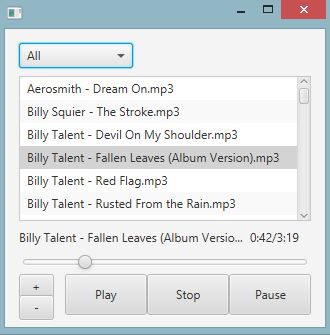 All
Aerosmith - Dream On.mp3
Billy Squier - The Stroke.mp3
Billy Talent - Devil On My Shoulder.mp3
Billy Talent - Fallen Leaves (Album Version).mp3
Billy Talent - Red Flag.mp3
Billy Talent - Rusted From the Rain.mp3
Billy Talent - Fallen Leaves (Album Versio... 0:42/3:19
+
Play Stop Pause
-